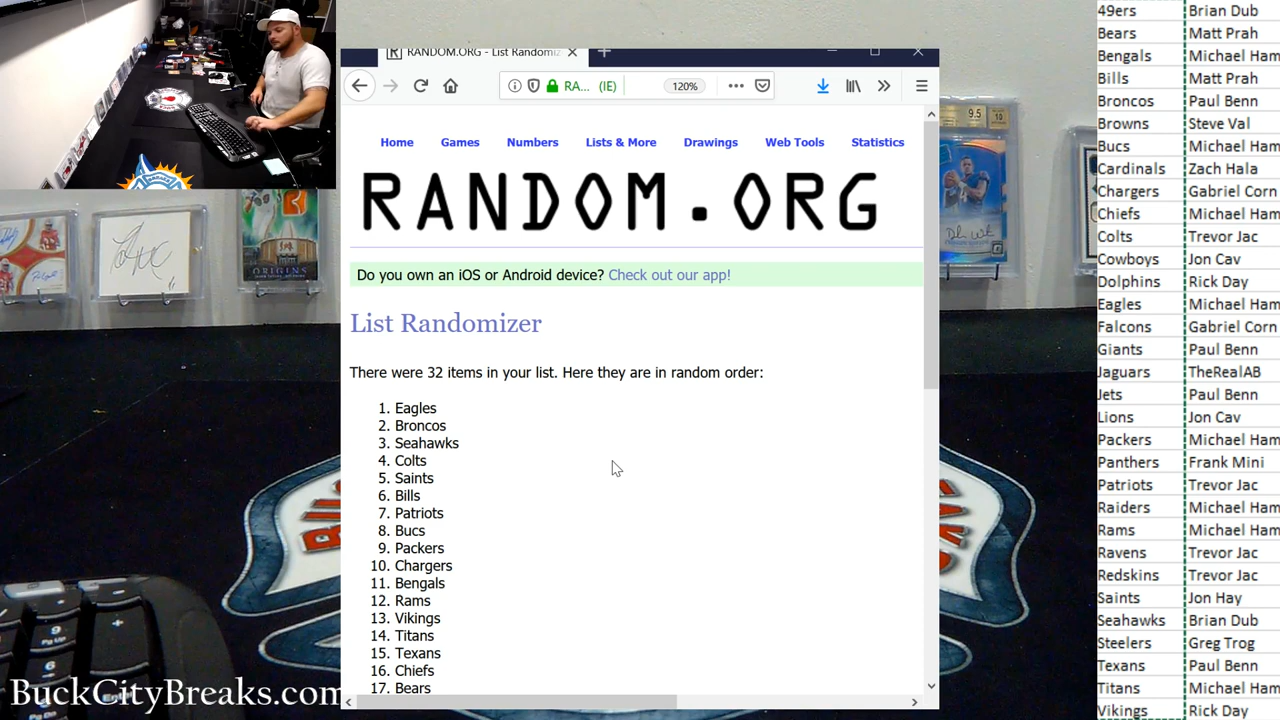 RANDOM.ORG - List Randomiz
RA... (IE)
120%
Home Games Numbers Lists & More Drawings Web Tools Statistics
RANDOM.ORG
Do you own an iOS or Android device? Check out our app!
List Randomizer
There were 32 items in your list. Here they are in random order:
1. Eagles
2. Broncos
3. Seahawks
4. Colts
5. Saints
6. Bills
7. Patriots
8. Bucs
9. Packers
10. Chargers
11. Bengals
12. Rams
13. Vikings
14. Titans
15. Texans
16. Chiefs
17. Bears
49ers Brian Dub
Bears Matt Prah
Bengals Michael Ham
Bills Matt Prah
Broncos Paul Benn
Browns Steve Val
Bucs Michael Ham
Cardinals Zach Hala
Chargers Gabriel Corn
Chiefs Michael Ham
Colts Trevor Jac
Cowboys Jon Cav
Dolphins Rick Day
Eagles Michael Ham
Falcons Gabriel Corn
Giants Paul Benn
Jaguars TheRealAB
Jets Paul Benn
Lions Jon Cav
Packers Michael Ham
Panthers Frank Mini
Patriots Trevor Jac
Raiders Michael Ham
Rams Michael Ham
Ravens Trevor Jac
Redskins Trevor Jac
Saints Jon Hay
Seahawks Brian Dub
Steelers Greg Trog
Texans Paul Benn
Titans Michael Ham
Vikings Rick Day
ORIGINS
9.5
10
9
Pg Up
6
BuckCityBreaks.com